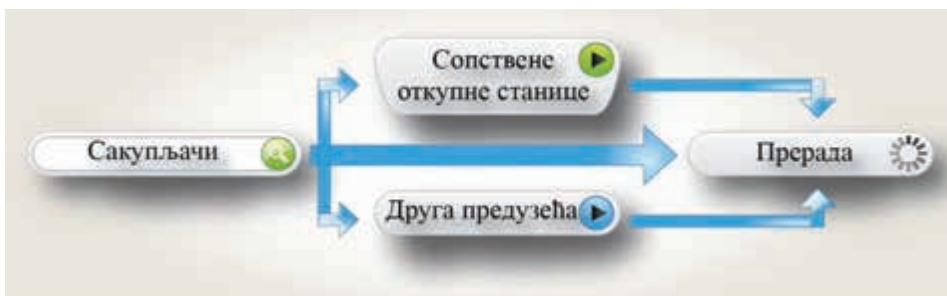 Сопствене
откупне станице
Сакупљачи
Прерада
Друга предузећа